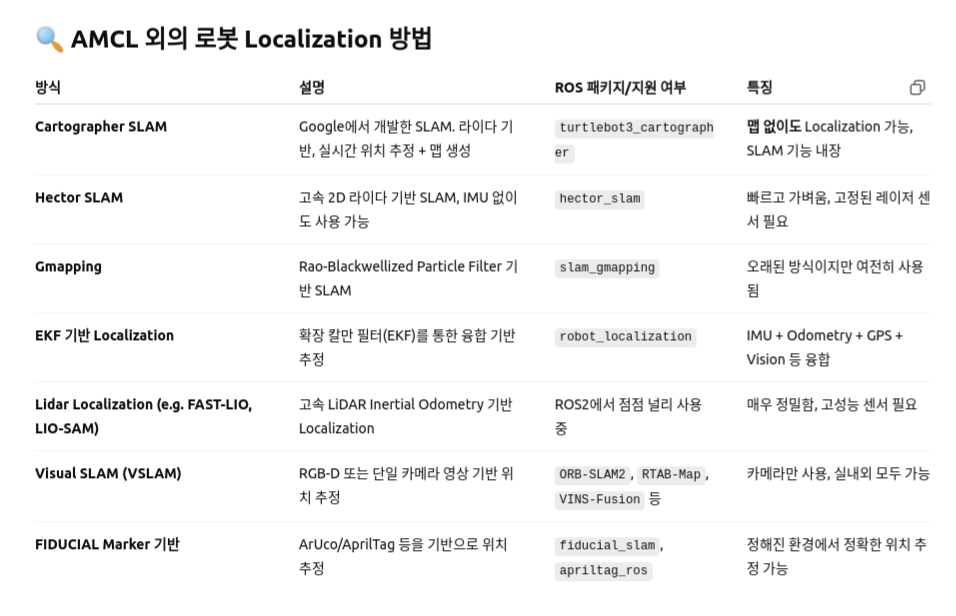 🔍 AMCL 외의 로봇 Localization 방법
방식 설명 ROS 패키지/지원 여부 특징
Cartographer SLAM Google에서 개발한 SLAM. 라이다 기 turtlebot3_cartograph 맵 없이도 Localization 가능,
반, 실시간 위치 추정 + 맵 생성 er SLAM 기능 내장
Hector SLAM 고속 2D 라이다 기반 SLAM, IMU 없이 hector_slam 빠르고 가벼움, 고정된 레이저 센
도 사용 가능 서 필요
Gmapping Rao-Blackwellized Particle Filter 기 slam_gmapping 오래된 방식이지만 여전히 사용
반 SLAM 됨
EKF 기반 Localization 확장 칼만 필터(EKF)를 통한 융합 기반 robot_localization IMU + Odometry + GPS +
추정 Vision 등 융합
Lidar Localization (e.g. FAST-LIO, 고속 LiDAR Inertial Odometry 기반 ROS2에서 점점 널리 사용 매우 정밀함, 고성능 센서 필요
LIO-SAM) Localization 중
Visual SLAM (VSLAM) RGB-D 또는 단일 카메라 영상 기반 위 ORB-SLAM2, RTAB-Map, 카메라만 사용, 실내외 모두 가능
치 추정 VINS-Fusion 등
FIDUCIAL Marker 기반 ArUco/AprilTag 등을 기반으로 위치 fiducial_slam, 정해진 환경에서 정확한 위치 추
추정 apriltag_ros 정 가능